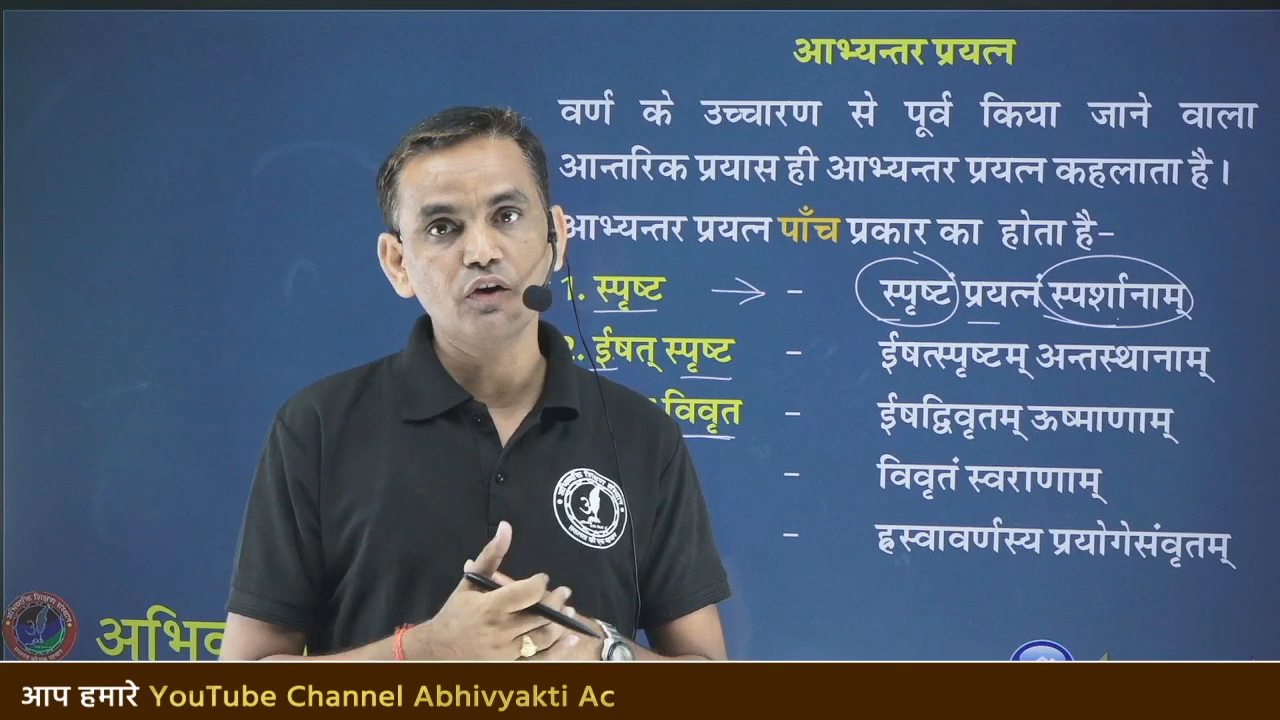 आभ्यन्तर प्रयत्न
वर्ण के उच्चारण से पूर्व किया जाने वाला
आन्तरिक प्रयास ही आभ्यन्तर प्रयत्न कहलाता है।
आभ्यन्तर प्रयत्न पाँच प्रकार का होता है-
1. स्पृष्ट - स्पृष्टं प्रयत्नं स्पर्शानाम्
2. ईषत् स्पृष्ट - ईषत्स्पृष्टम् अन्तस्थानाम्
विवृत - ईषद्विवृतम् ऊष्माणाम्
- विवृतं स्वराणाम्
- ह्रस्वावर्णस्य प्रयोगेसंवृतम्
आप हमारे YouTube Channel Abhivyakti Ac